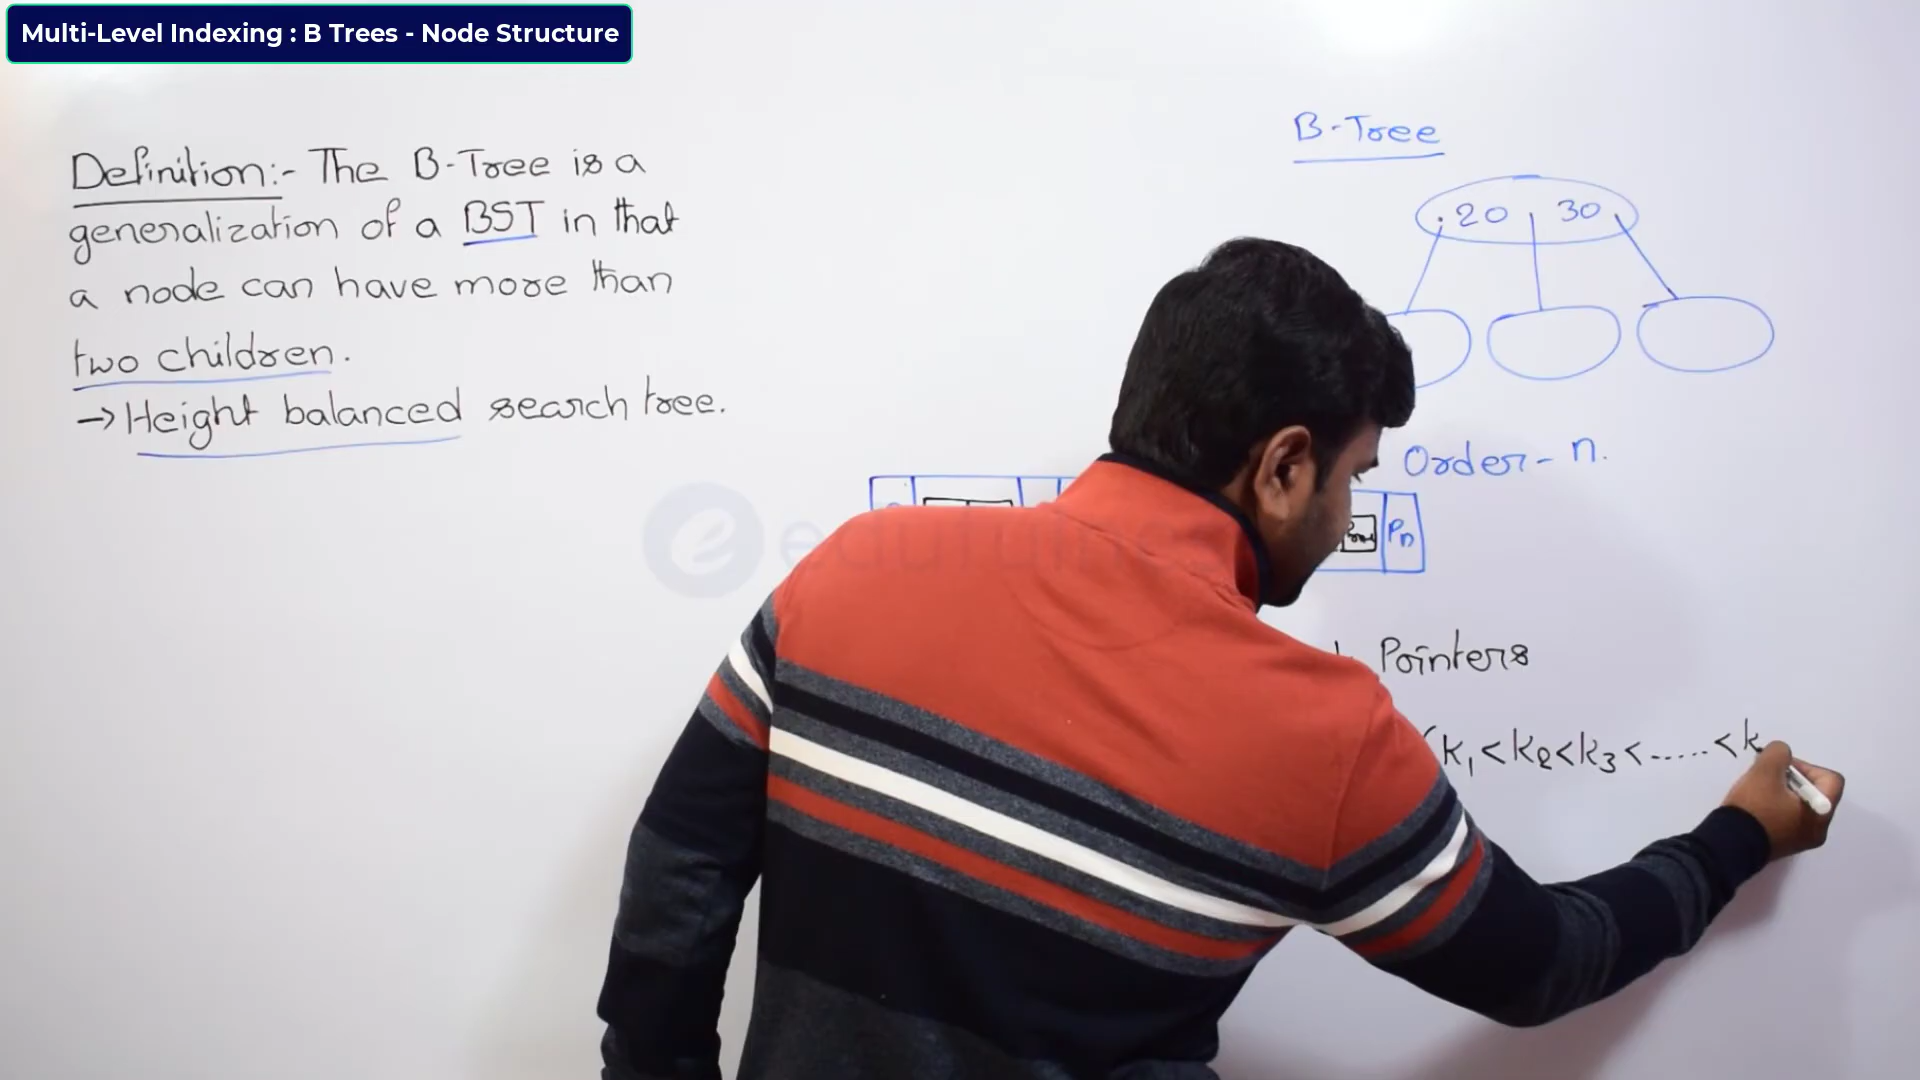 Multi-Level Indexing : B Trees - Node Structure
Definition:- The B-Tree is a
generalization of a BST in that
a node can have more than
two children.
→ Height balanced search tree.
B-Tree
20 30
Order - n.
Pn
Pointers
K1 < K2 < K3 < ..... < K